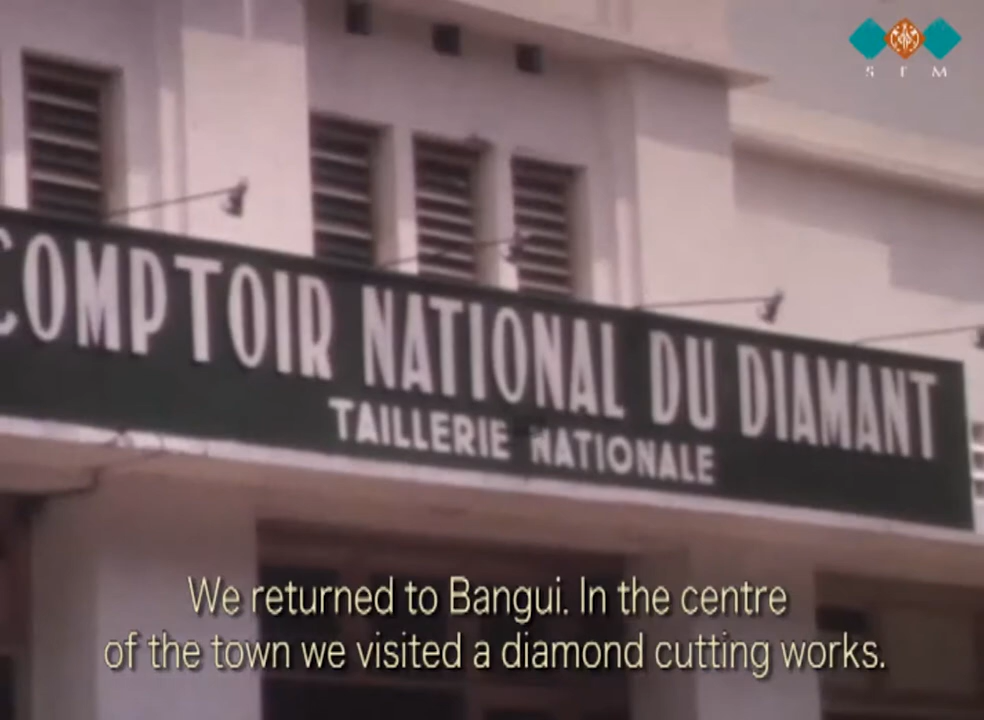 S F M
COMPTOIR NATIONAL DU DIAMANT
TAILLERIE NATIONALE
We returned to Bangui. In the centre
of the town we visited a diamond cutting works.